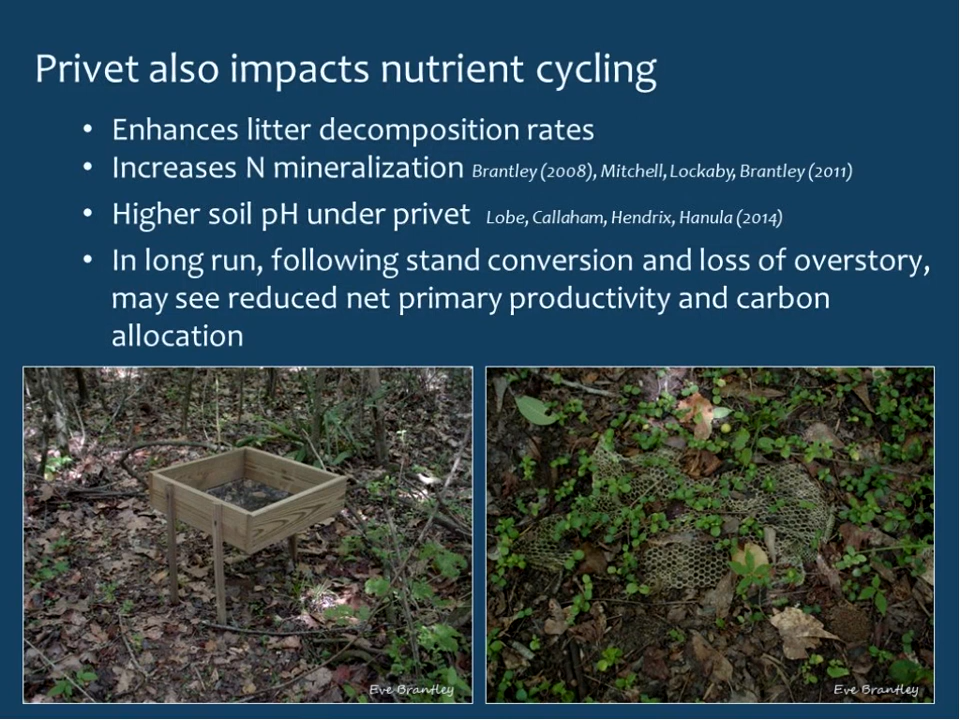 Privet also impacts nutrient cycling
• Enhances litter decomposition rates
• Increases N mineralization Brantley (2008), Mitchell, Lockaby, Brantley (2011)
• Higher soil pH under privet Lobe, Callaham, Hendrix, Hanula (2014)
• In long run, following stand conversion and loss of overstory,
may see reduced net primary productivity and carbon
allocation
Eve Brantley
Eve Brantley